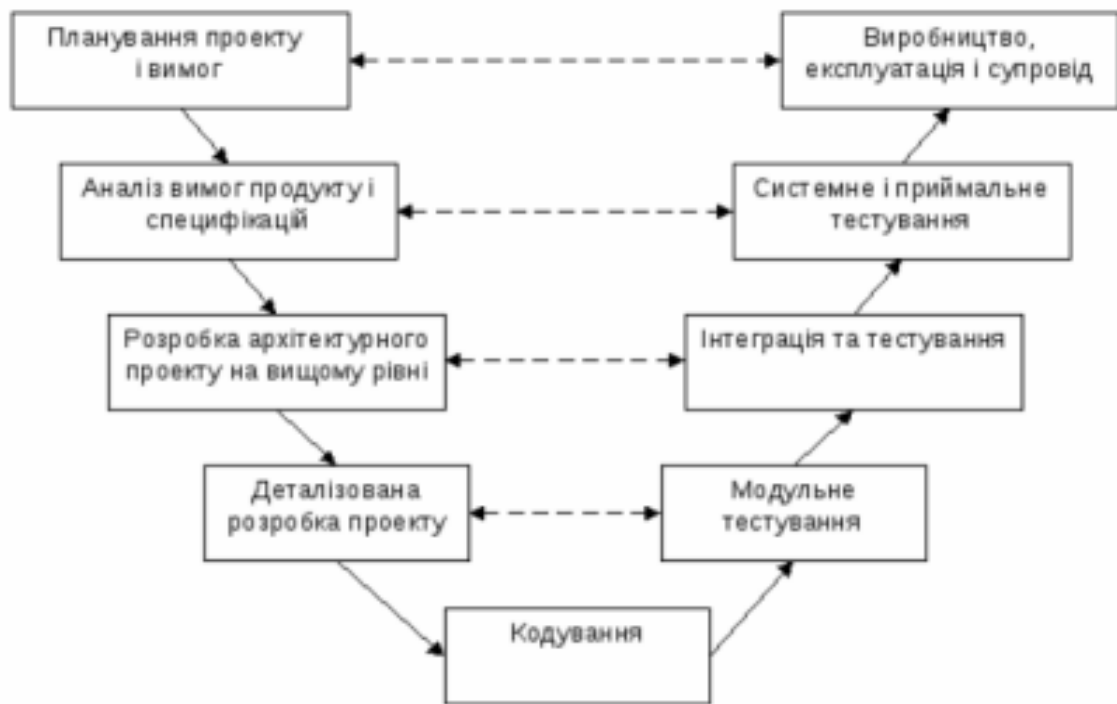 Планування проекту
і вимог
Виробництво,
експлуатація і супровід
Аналіз вимог продукту і
специфікацій
Системне і приймальне
тестування
Розробка архітектурного
проекту на вищому рівні
Інтеграція та тестування
Деталізована
розробка проекту
Модульне
тестування
Кодування